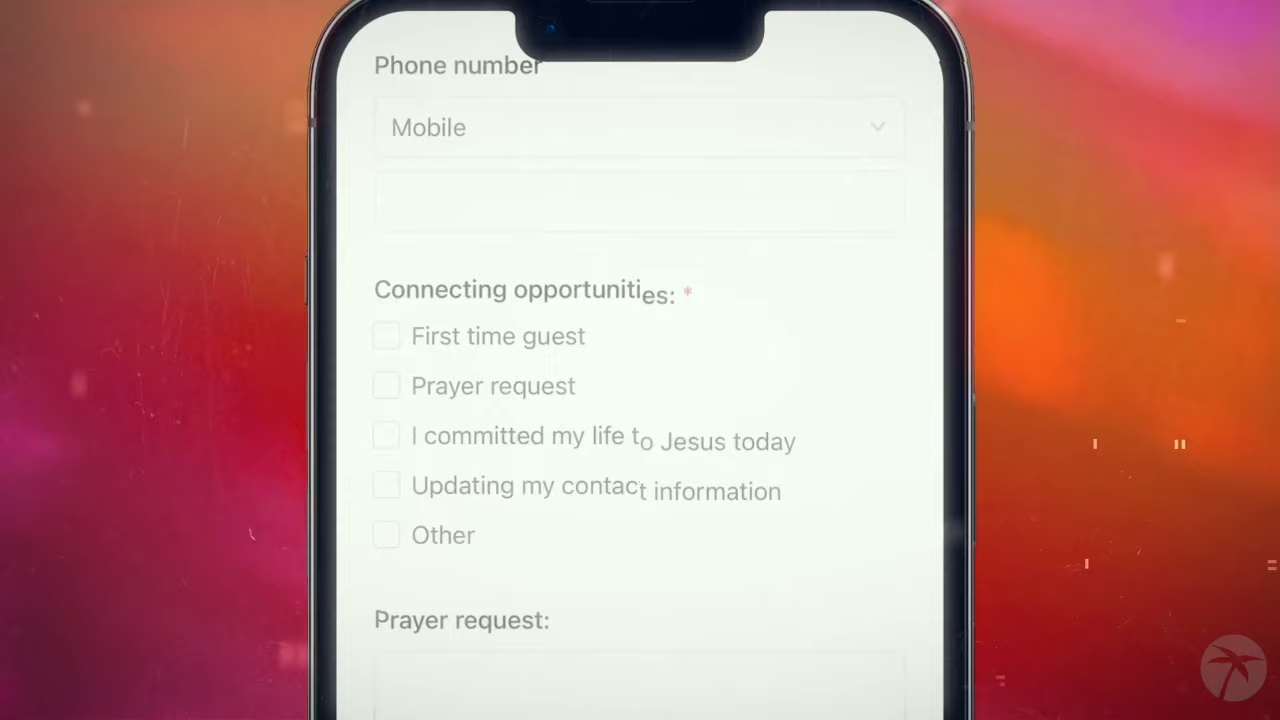 Phone number
Mobile
Connecting opportunities: *
First time guest
Prayer request
I committed my life to Jesus today
Updating my contact information
Other
Prayer request: